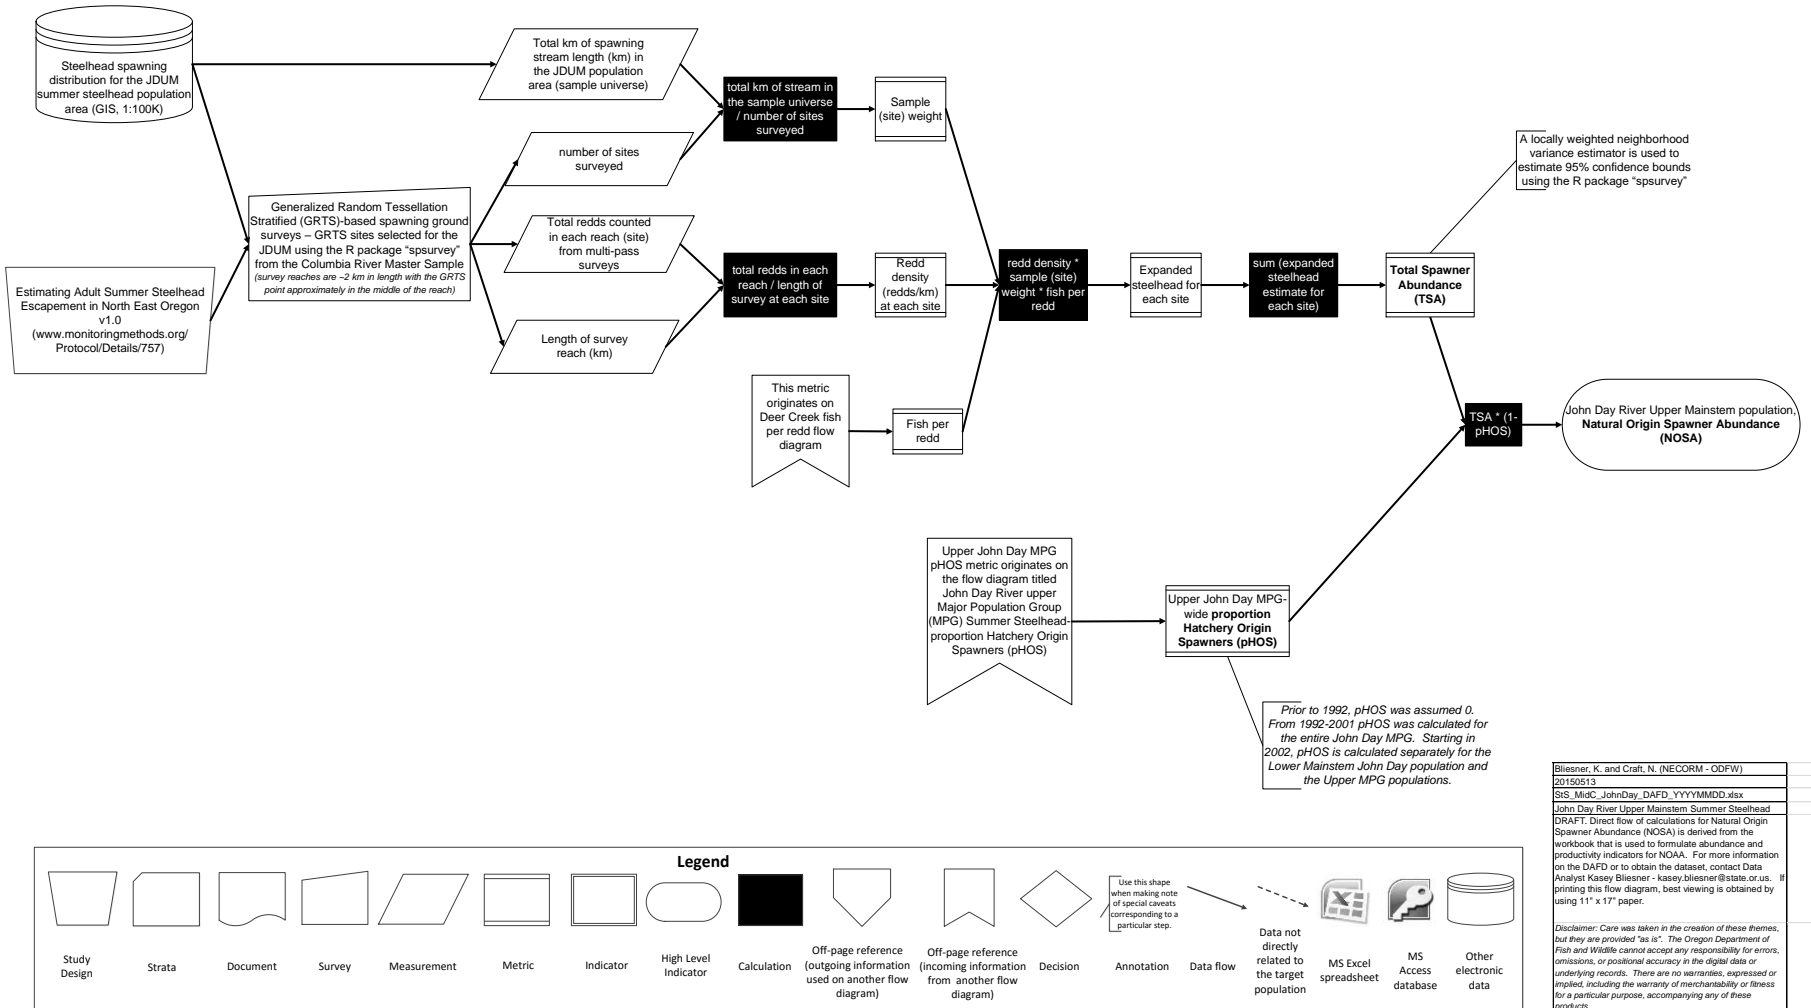 Steelhead spawning
distribution for the JDUM
summer steelhead population
area (GIS, 1:100K)
Total km of spawning
stream length (km) in
the JDUM population
area (sample universe)
total km of stream in
the sample universe
/ number of sites
surveyed
Sample
(site) weight
number of sites
surveyed
A locally weighted neighborhood
variance estimator is used to
estimate 95% confidence bounds
using the R package “spsurvey”
Generalized Random Tessellation
Stratified (GRTS)-based spawning ground
surveys – GRTS sites selected for the
JDUM using the R package “spsurvey”
from the Columbia River Master Sample
(survey reaches are ~2 km in length with the GRTS
point approximately in the middle of the reach)
Estimating Adult Summer Steelhead
Escapement in North East Oregon
v1.0
(www.monitoringmethods.org/
Protocol/Details/757)
Total redds counted
in each reach (site)
from multi-pass
surveys
total redds in each
reach / length of
survey at each site
Redd
density
(redds/km)
at each site
redd density *
sample (site)
weight * fish per
redd
Expanded
steelhead for
each site
sum (expanded
steelhead
estimate for
each site)
Total Spawner
Abundance
(TSA)
Length of survey
reach (km)
This metric
originates on
Deer Creek fish
per redd flow
diagram
Fish per
redd
TSA * (1-
pHOS)
John Day River Upper Mainstem population,
Natural Origin Spawner Abundance
(NOSA)
Upper John Day MPG
pHOS metric originates on
the flow diagram titled
John Day River upper
Major Population Group
(MPG) Summer Steelhead-
proportion Hatchery Origin
Spawners (pHOS)
Upper John Day MPG-
wide proportion
Hatchery Origin
Spawners (pHOS)
Prior to 1992, pHOS was assumed 0.
From 1992-2001 pHOS was calculated for
the entire John Day MPG. Starting in
2002, pHOS is calculated separately for the
Lower Mainstem John Day population and
the Upper MPG populations.
Bliesner, K. and Craft, N. (NECORM - ODFW)
20150513
StS_MidC_JohnDay_DAFD_YYYYMMDD.xlsx
John Day River Upper Mainstem Summer Steelhead
DRAFT. Direct flow of calculations for Natural Origin
Spawner Abundance (NOSA) is derived from the
workbook that is used to formulate abundance and
productivity indicators for NOAA. For more information
on the DAFD or to obtain the dataset, contact Data
Analyst Kasey Bliesner - kasey.bliesner@state.or.us. If
printing this flow diagram, best viewing is obtained by
using 11" x 17" paper.
Disclaimer: Care was taken in the creation of these themes,
but they are provided "as is". The Oregon Department of
Fish and Wildlife cannot accept any responsibility for errors,
omissions, or positional accuracy in the digital data or
underlying records. There are no warranties, expressed or
implied, including the warranty of merchantability or fitness
for a particular purpose, accompanying any of these
products.
Legend
Study
Design
Strata
Document
Survey
Measurement
Metric
Indicator
High Level
Indicator
Calculation
Off-page reference
(outgoing information
used on another flow
diagram)
Off-page reference
(incoming information
from another flow
diagram)
Decision
Use this shape
when making note
of special caveats
corresponding to a
particular step.
Annotation
Data flow
Data not
directly
related to
the target
population
MS Excel
spreadsheet
MS
Access
database
Other
electronic
data